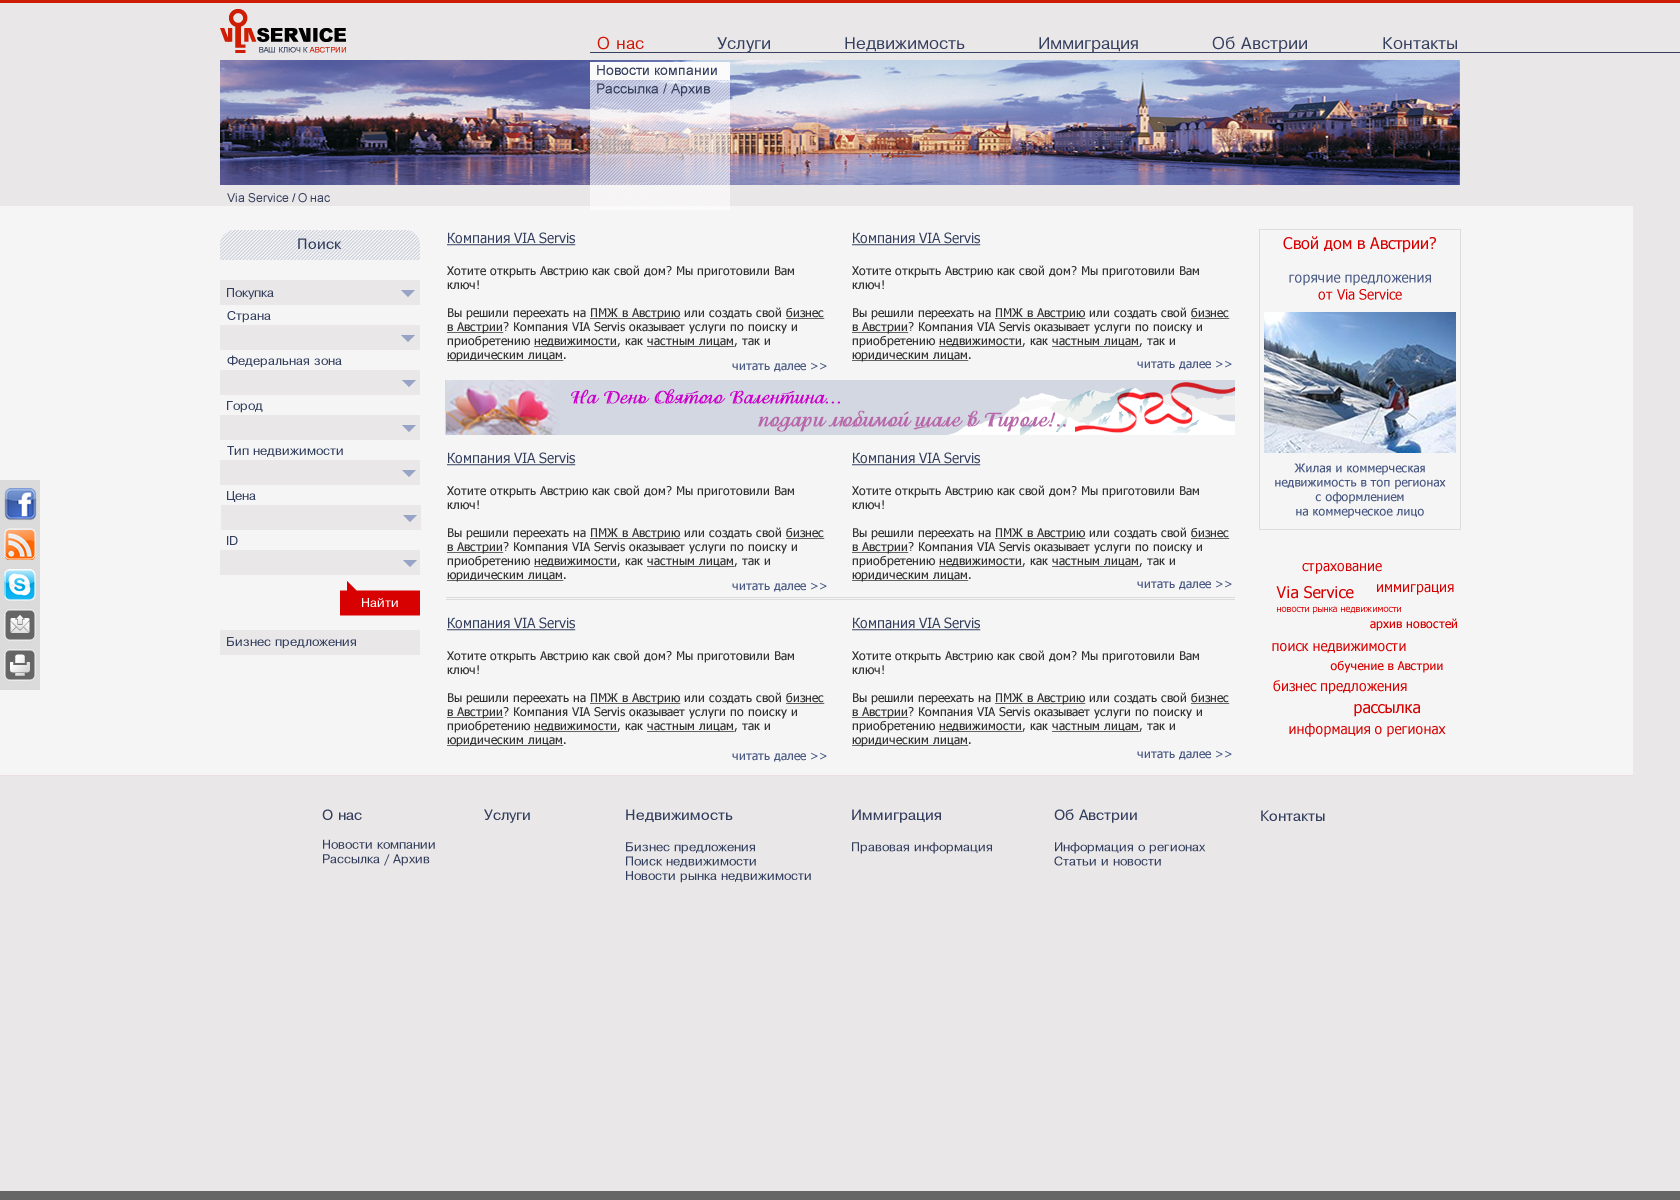 VIASERVICE
ВАШ КЛЮЧ К АВСТРИИ
О нас Услуги Недвижимость Иммиграция Об Австрии Контакты
Новости компании
Рассылка / Архив
Via Service / О нас
Поиск
Покупка
Страна
Федеральная зона
Город
Тип недвижимости
Цена
ID
Найти
Бизнес предложения
Компания VIA Servis
Хотите открыть Австрию как свой дом? Мы приготовили Вам
ключ!
Вы решили переехать на ПМЖ в Австрию или создать свой бизнес
в Австрии? Компания VIA Servis оказывает услуги по поиску и
приобретению недвижимости, как частным лицам, так и
юридическим лицам.
читать далее >>
Компания VIA Servis
Хотите открыть Австрию как свой дом? Мы приготовили Вам
ключ!
Вы решили переехать на ПМЖ в Австрию или создать свой бизнес
в Австрии? Компания VIA Servis оказывает услуги по поиску и
приобретению недвижимости, как частным лицам, так и
юридическим лицам.
читать далее >>
На День Святого Валентина...
подари любимой шале в Тироле!..
Компания VIA Servis
Хотите открыть Австрию как свой дом? Мы приготовили Вам
ключ!
Вы решили переехать на ПМЖ в Австрию или создать свой бизнес
в Австрии? Компания VIA Servis оказывает услуги по поиску и
приобретению недвижимости, как частным лицам, так и
юридическим лицам.
читать далее >>
Компания VIA Servis
Хотите открыть Австрию как свой дом? Мы приготовили Вам
ключ!
Вы решили переехать на ПМЖ в Австрию или создать свой бизнес
в Австрии? Компания VIA Servis оказывает услуги по поиску и
приобретению недвижимости, как частным лицам, так и
юридическим лицам.
читать далее >>
Компания VIA Servis
Хотите открыть Австрию как свой дом? Мы приготовили Вам
ключ!
Вы решили переехать на ПМЖ в Австрию или создать свой бизнес
в Австрии? Компания VIA Servis оказывает услуги по поиску и
приобретению недвижимости, как частным лицам, так и
юридическим лицам.
читать далее >>
Компания VIA Servis
Хотите открыть Австрию как свой дом? Мы приготовили Вам
ключ!
Вы решили переехать на ПМЖ в Австрию или создать свой бизнес
в Австрии? Компания VIA Servis оказывает услуги по поиску и
приобретению недвижимости, как частным лицам, так и
юридическим лицам.
читать далее >>
Свой дом в Австрии?
горячие предложения
от Via Service
Жилая и коммерческая
недвижимость в топ регионах
с оформлением
на коммерческое лицо
страхование
Via Service иммиграция
новости рынка недвижимости
архив новостей
поиск недвижимости
обучение в Австрии
бизнес предложения
рассылка
информация о регионах
О нас
Новости компании
Рассылка / Архив
Услуги
Недвижимость
Бизнес предложения
Поиск недвижимости
Новости рынка недвижимости
Иммиграция
Правовая информация
Об Австрии
Информация о регионах
Статьи и новости
Контакты